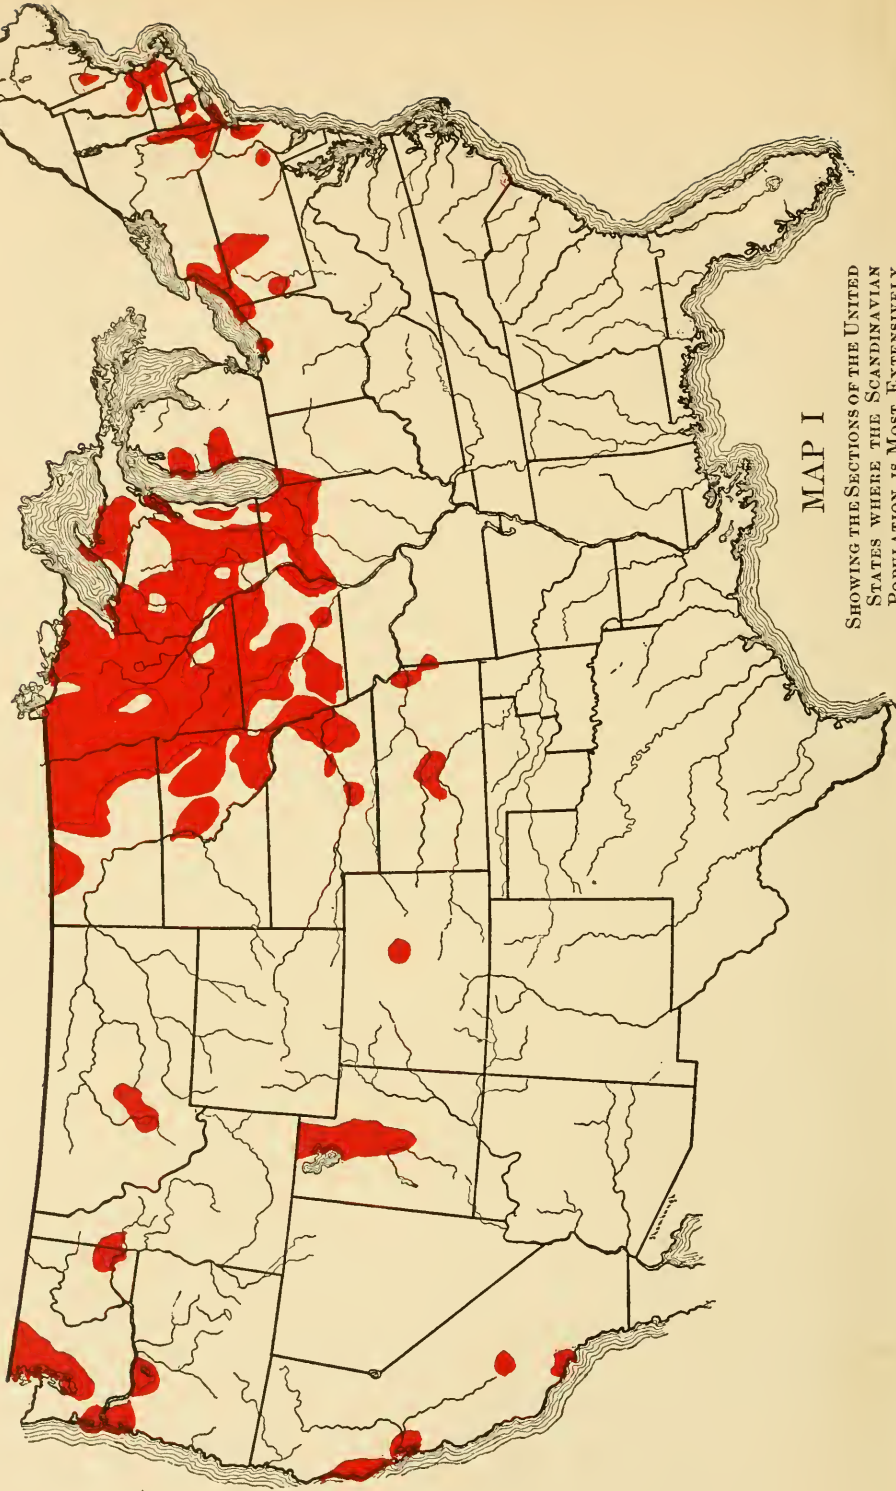 MAP I
SHOWING THE SECTIONS OF THE UNITED
STATES WHERE THE SCANDINAVIAN
POPULATION IS MOST EXTENSIVELY